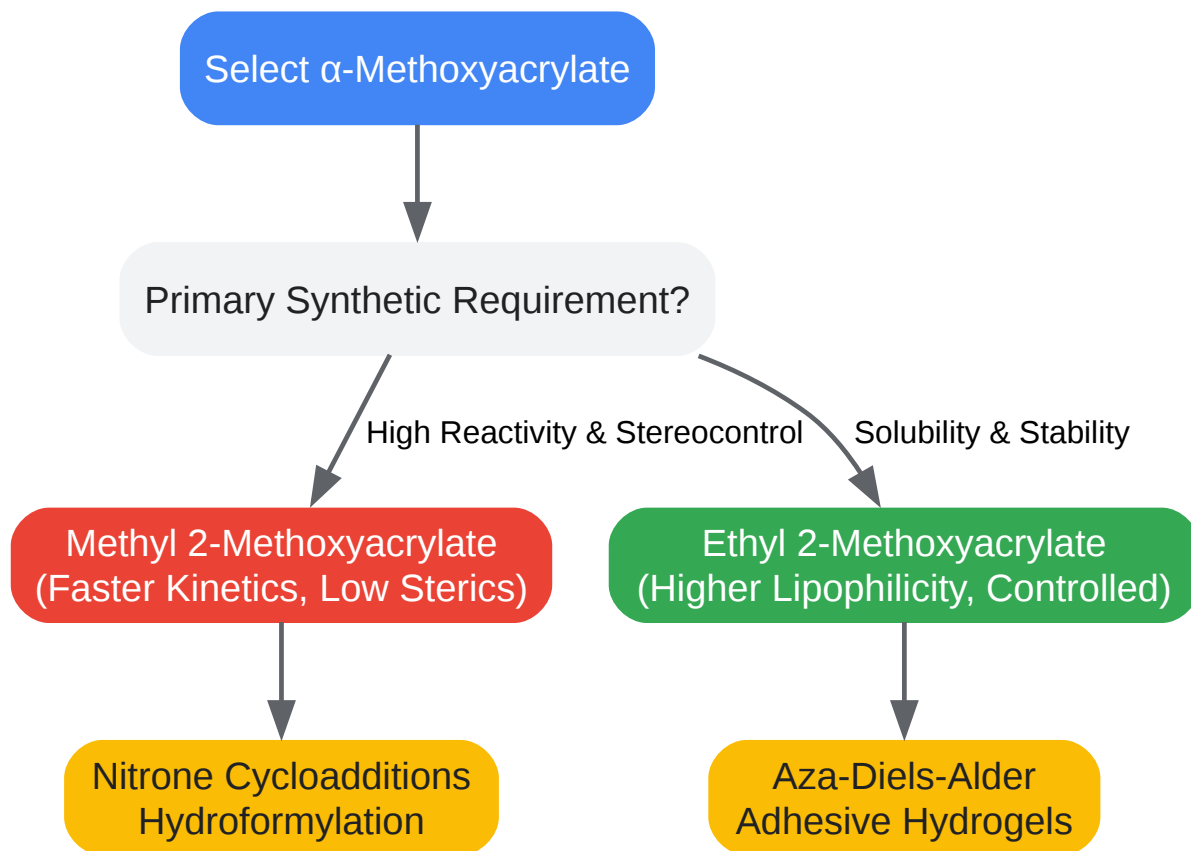 Select α-Methoxyacrylate
Primary Synthetic Requirement?
High Reactivity & Stereocontrol
Solubility & Stability
Methyl 2-Methoxyacrylate
(Faster Kinetics, Low Sterics)
Ethyl 2-Methoxyacrylate
(Higher Lipophilicity, Controlled)
Nitrone Cycloadditions
Hydroformylation
Aza-Diels-Alder
Adhesive Hydrogels